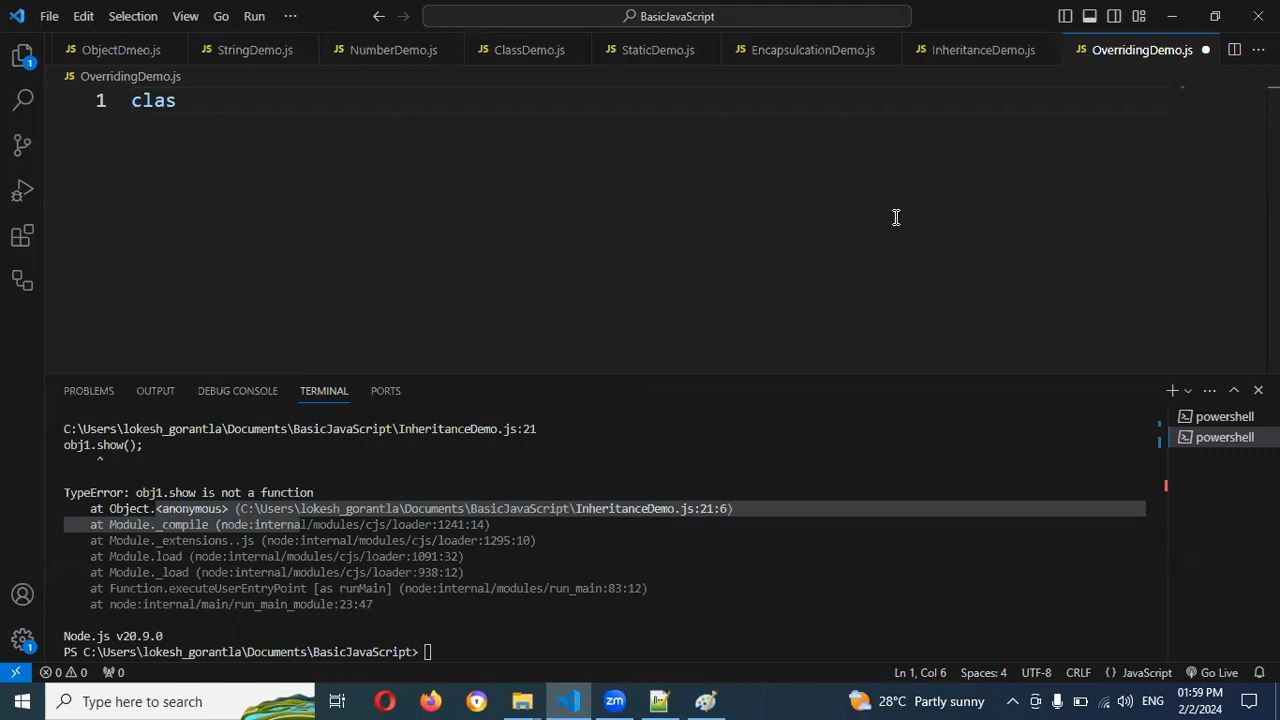 File Edit Selection View Go Run ··· BasicJavaScript
JS ObjectDmeo.js JS StringDemo.js JS NumberDemo.js JS ClassDemo.js JS StaticDemo.js JS EncapsulcationDemo.js JS InheritanceDemo.js JS OverridingDemo.js
JS OverridingDemo.js
1 clas
PROBLEMS OUTPUT DEBUG CONSOLE TERMINAL PORTS
powershell
powershell
C:\Users\lokesh_gorantla\Documents\BasicJavaScript\InheritanceDemo.js:21
obj1.show();
^
TypeError: obj1.show is not a function
at Object.<anonymous> (C:\Users\lokesh_gorantla\Documents\BasicJavaScript\InheritanceDemo.js:21:6)
at Module._compile (node:internal/modules/cjs/loader:1241:14)
at Module._extensions..js (node:internal/modules/cjs/loader:1295:10)
at Module.load (node:internal/modules/cjs/loader:1091:32)
at Module._load (node:internal/modules/cjs/loader:938:12)
at Function.executeUserEntryPoint [as runMain] (node:internal/modules/run_main:83:12)
at node:internal/main/run_main_module:23:47
Node.js v20.9.0
PS C:\Users\lokesh_gorantla\Documents\BasicJavaScript>
1
1
0 0 0 Ln 1, Col 6 Spaces: 4 UTF-8 CRLF {} JavaScript Go Live
Type here to search zm 28°C Partly sunny ENG 01:59 PM
2/2/2024